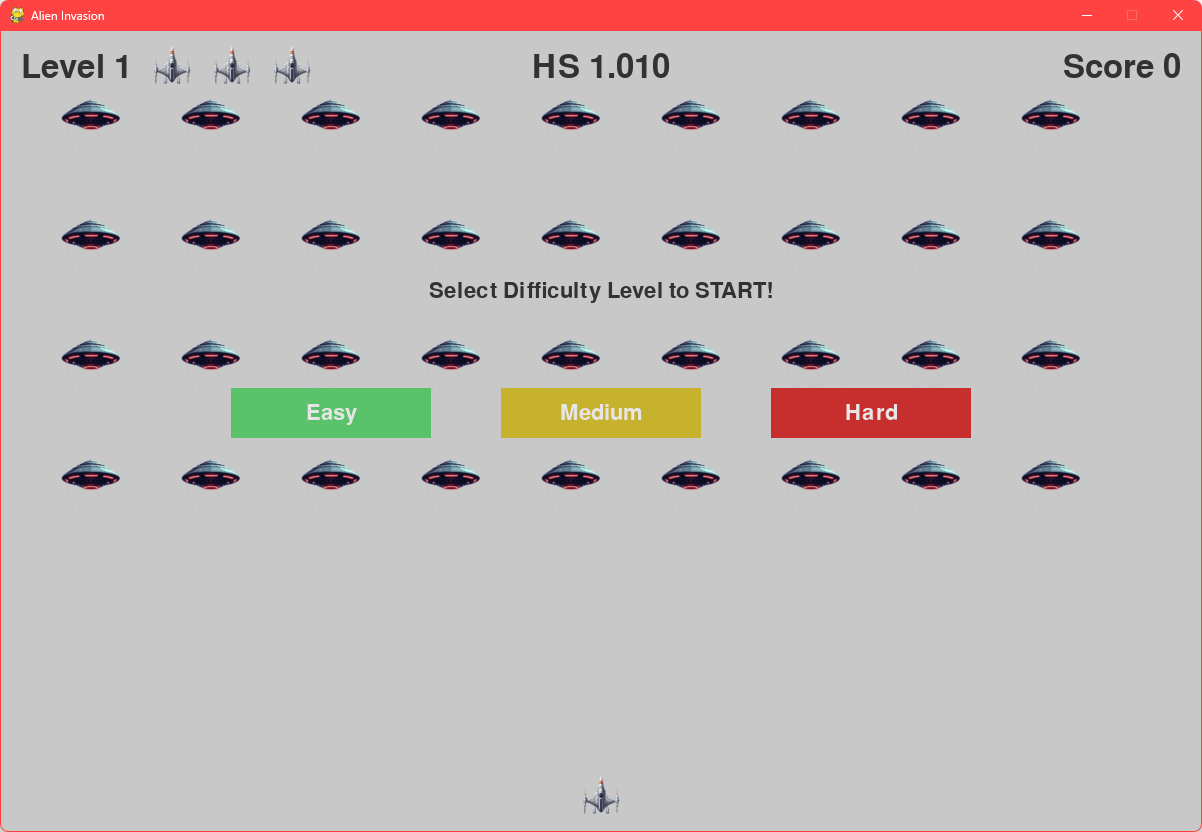 Alien Invasion
Level 1 HS 1.010 Score 0
Select Difficulty Level to START!
Easy Medium Hard